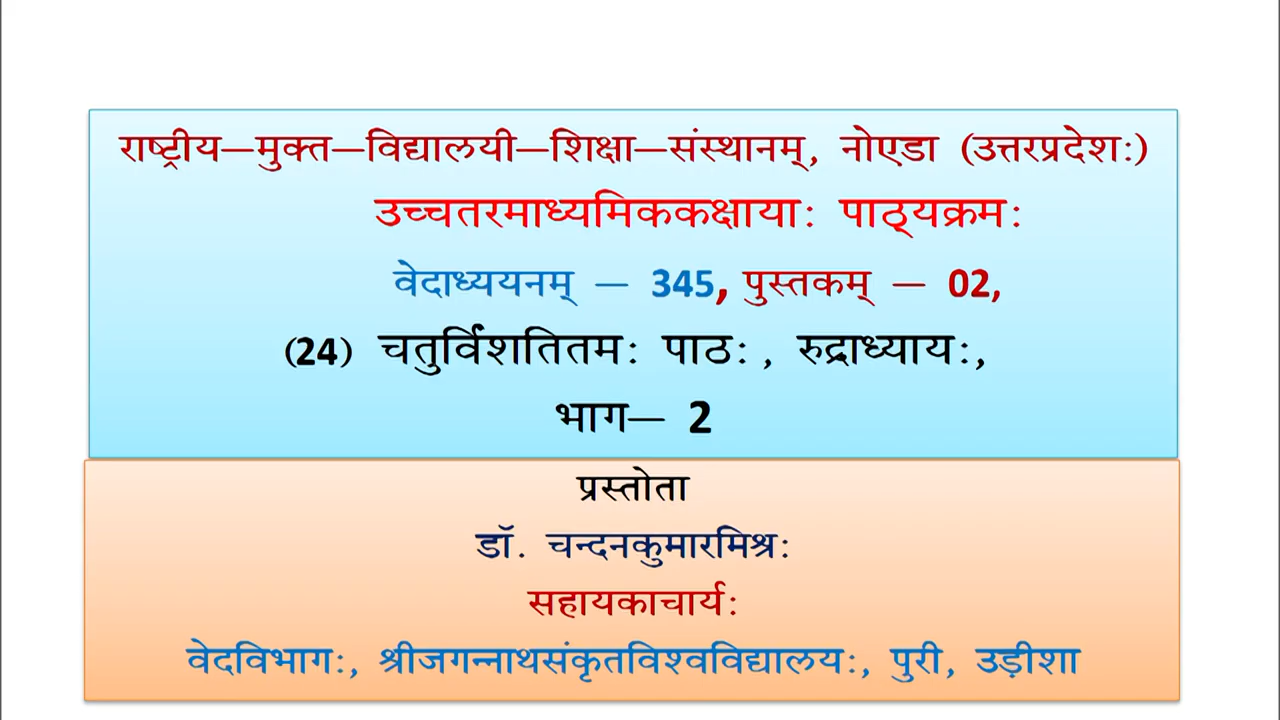 राष्ट्रीय—मुक्त—विद्यालयी—शिक्षा—संस्थानम्, नोएडा (उत्तरप्रदेशः)
उच्चतरमाध्यमिककक्षायाः पाठ्यक्रमः
वेदाध्ययनम् — 345, पुस्तकम् — 02,
(24) चतुर्विंशतितमः पाठः, रुद्राध्यायः,
भाग— 2
प्रस्तोता
डॉ. चन्दनकुमारमिश्रः
सहायकाचार्यः
वेदविभागः, श्रीजगन्नाथसंकृतविश्वविद्यालयः, पुरी, उड़ीशा